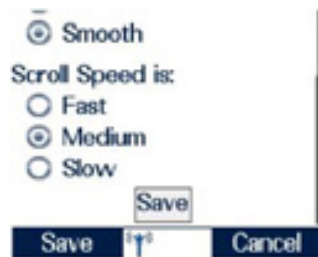 Smooth
Scroll Speed is:
Fast
Medium
Slow
Save
Save Cancel